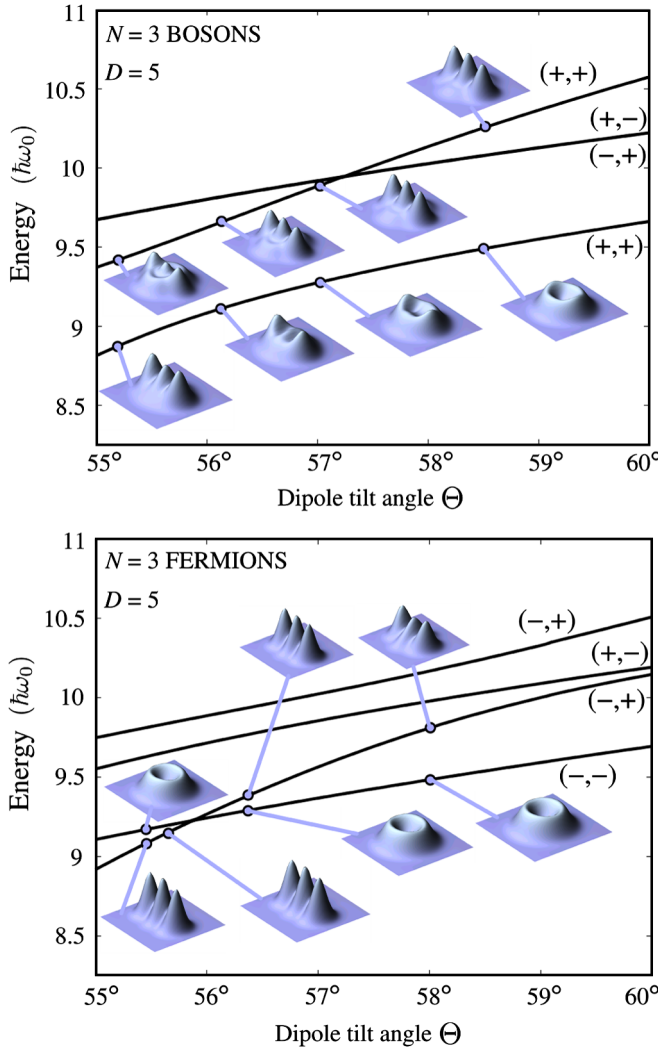 11
N = 3 BOSONS
D = 5
(+,+)
10.5
(+,−)
(−,+)
10
Energy (ħω₀)
9.5
(+,+)
9
8.5
55° 56° 57° 58° 59° 60°
Dipole tilt angle Θ
11
N = 3 FERMIONS
D = 5
(−,+)
10.5
(+,−)
(−,+)
10
Energy (ħω₀)
9.5
(−,−)
9
8.5
55° 56° 57° 58° 59° 60°
Dipole tilt angle Θ